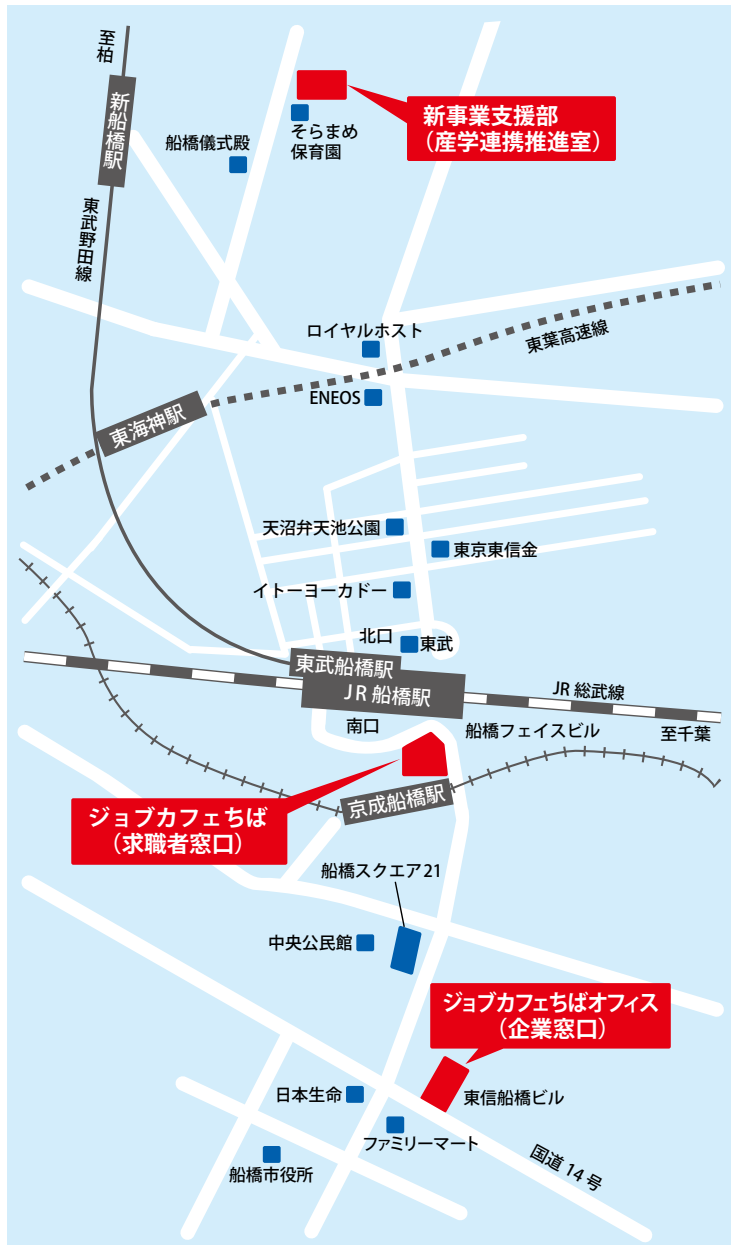 至柏
新船橋駅
東武野田線
新事業支援部
（産学連携推進室）
そらまめ
保育園
船橋儀式殿
ロイヤルホスト
東葉高速線
ENEOS
東海神駅
天沼弁天池公園
東京東信金
イトーヨーカドー
北口
東武
東武船橋駅
JR 船橋駅
JR 総武線
至千葉
南口
船橋フェイスビル
京成船橋駅
ジョブカフェちば
（求職者窓口）
船橋スクエア21
中央公民館
ジョブカフェちばオフィス
（企業窓口）
東信船橋ビル
日本生命
ファミリーマート
船橋市役所
国道 14 号